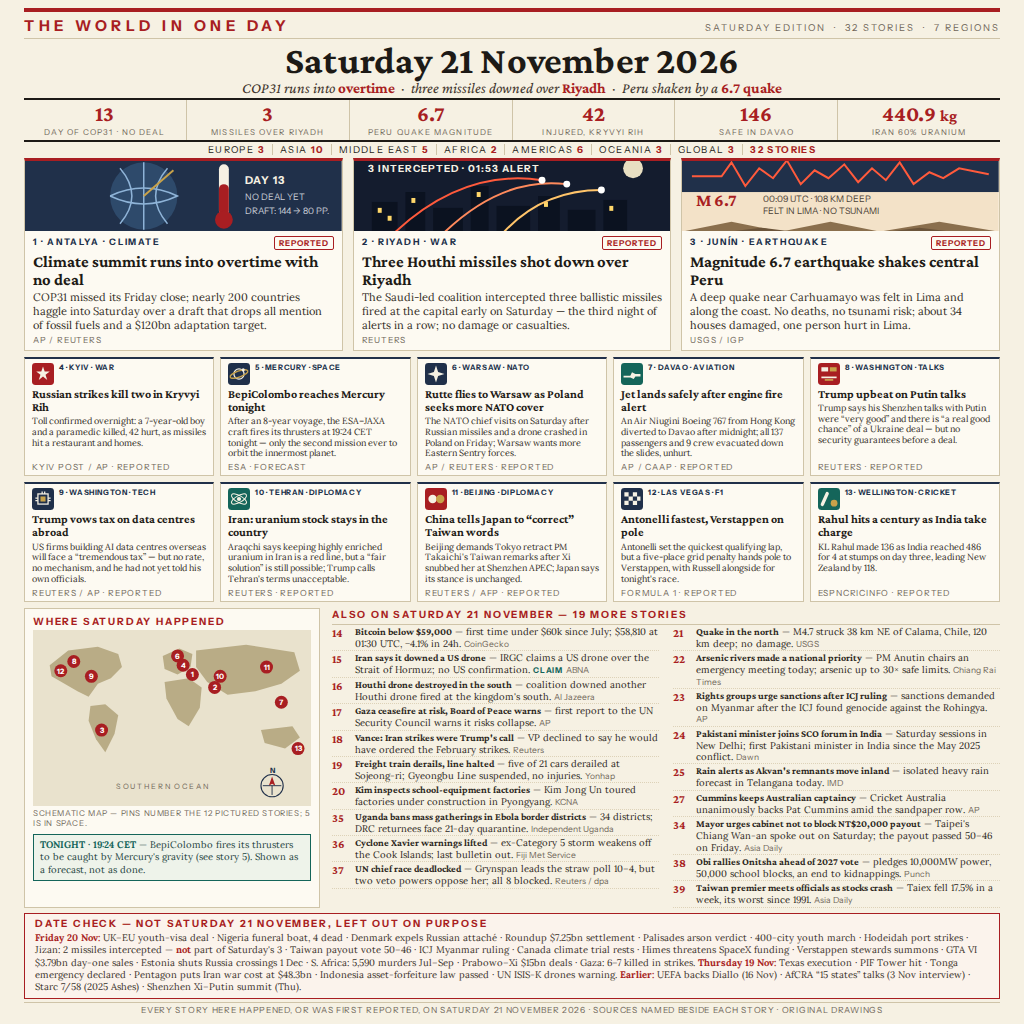 THE WORLD IN ONE DAY
SATURDAY EDITION · 32 STORIES · 7 REGIONS
Saturday 21 November 2026
COP31 runs into overtime · three missiles downed over Riyadh · Peru shaken by a 6.7 quake
13
DAY OF COP31 · NO DEAL
3
MISSILES OVER RIYADH
6.7
PERU QUAKE MAGNITUDE
42
INJURED, KRYVYI RIH
146
SAFE IN DAVAO
440.9 kg
IRAN 60% URANIUM
EUROPE 3 | ASIA 10 | MIDDLE EAST 5 | AFRICA 2 | AMERICAS 6 | OCEANIA 3 | GLOBAL 3 | 32 STORIES
DAY 13
NO DEAL YET
DRAFT: 144 → 80 PP.
1 · ANTALYA · CLIMATE
REPORTED
Climate summit runs into overtime with
no deal
COP31 missed its Friday close; nearly 200 countries
haggle into Saturday over a draft that drops all mention
of fossil fuels and a $120bn adaptation target.
AP / REUTERS
3 INTERCEPTED · 01:53 ALERT
2 · RIYADH · WAR
REPORTED
Three Houthi missiles shot down over
Riyadh
The Saudi-led coalition intercepted three ballistic missiles
fired at the capital early on Saturday — the third night of
alerts in a row; no damage or casualties.
REUTERS
M 6.7
00:09 UTC · 108 KM DEEP
FELT IN LIMA · NO TSUNAMI
3 · JUNÍN · EARTHQUAKE
REPORTED
Magnitude 6.7 earthquake shakes central
Peru
A deep quake near Carhuamayo was felt in Lima and
along the coast. No deaths, no tsunami risk; about 34
houses damaged, one person hurt in Lima.
USGS / IGP
4 · KYIV · WAR
Russian strikes kill two in Kryvyi
Rih
Toll confirmed overnight: a 7-year-old boy
and a paramedic killed, 42 hurt, as missiles
hit a restaurant and homes.
KYIV POST / AP · REPORTED
5 · MERCURY · SPACE
BepiColombo reaches Mercury
tonight
After an 8-year voyage, the ESA–JAXA
craft fires its thrusters at 19:24 CET
tonight — only the second mission ever to
orbit the innermost planet.
ESA · FORECAST
6 · WARSAW · NATO
Rutte flies to Warsaw as Poland
seeks more NATO cover
The NATO chief visits on Saturday after
Russian missiles and a drone crashed in
Poland on Friday; Warsaw wants more
Eastern Sentry forces.
AP / REUTERS · REPORTED
7 · DAVAO · AVIATION
Jet lands safely after engine fire
alert
An Air Niugini Boeing 767 from Hong Kong
diverted to Davao after midnight; all 137
passengers and 9 crew evacuated down
the slides, unhurt.
AP / CAAP · REPORTED
8 · WASHINGTON · TALKS
Trump upbeat on Putin talks
Trump says his Shenzhen talks with Putin
were “very good” and there is “a real good
chance” of a Ukraine deal — but no
security guarantees before a deal.
REUTERS · REPORTED
9 · WASHINGTON · TECH
Trump vows tax on data centres
abroad
US firms building AI data centres overseas
will face a “tremendous tax” — but no rate,
no mechanism, and he had not yet told his
own officials.
REUTERS / AP · REPORTED
10 · TEHRAN · DIPLOMACY
Iran: uranium stock stays in the
country
Araqchi says keeping highly enriched
uranium in Iran is a red line, but a “fair
solution” is still possible; Trump calls
Tehran's terms unacceptable.
REUTERS · REPORTED
11 · BEIJING · DIPLOMACY
China tells Japan to “correct”
Taiwan words
Beijing demands Tokyo retract PM
Takaichi's Taiwan remarks after Xi
snubbed her at Shenzhen APEC; Japan says
its stance is unchanged.
REUTERS / AFP · REPORTED
12 · LAS VEGAS · F1
Antonelli fastest, Verstappen on
pole
Antonelli set the quickest qualifying lap,
but a five-place grid penalty hands pole to
Verstappen, with Russell alongside for
tonight's race.
FORMULA 1 · REPORTED
13 · WELLINGTON · CRICKET
Rahul hits a century as India take
charge
KL Rahul made 136 as India reached 486
for 4 at stumps on day three, leading New
Zealand by 118.
ESPNCRICINFO · REPORTED
WHERE SATURDAY HAPPENED
8
12
9
6
4
1
10
2
11
7
3
13
N
SOUTHERN OCEAN
SCHEMATIC MAP — PINS NUMBER THE 12 PICTURED STORIES; 5
IS IN SPACE.
TONIGHT · 19:24 CET — BepiColombo fires its thrusters
to be caught by Mercury's gravity (see story 5). Shown as
a forecast, not as done.
ALSO ON SATURDAY 21 NOVEMBER — 19 MORE STORIES
14 Bitcoin below $59,000 — first time under $60k since July; $58,810 at
01:30 UTC, −4.1% in 24h. CoinGecko
15 Iran says it downed a US drone — IRGC claims a US drone over the
Strait of Hormuz; no US confirmation. CLAIM ABNA
16 Houthi drone destroyed in the south — coalition downed another
Houthi drone fired at the kingdom's south. Al Jazeera
17 Gaza ceasefire at risk, Board of Peace warns — first report to the UN
Security Council warns it risks collapse. AP
18 Vance: Iran strikes were Trump's call — VP declined to say he would
have ordered the February strikes. Reuters
19 Freight train derails, line halted — five of 21 cars derailed at
Sojeong-ri; Gyeongbu Line suspended, no injuries. Yonhap
20 Kim inspects school-equipment factories — Kim Jong Un toured
factories under construction in Pyongyang. KCNA
35 Uganda bans mass gatherings in Ebola border districts — 34 districts;
DRC returnees face 21-day quarantine. Independent Uganda
36 Cyclone Xavier warnings lifted — ex-Category 5 storm weakens off
the Cook Islands; last bulletin out. Fiji Met Service
37 UN chief race deadlocked — Grynspan leads the straw poll 10–4, but
two veto powers oppose her; all 8 blocked. Reuters / dpa
21 Quake in the north — M4.7 struck 38 km NE of Calama, Chile, 120
km deep; no damage. USGS
22 Arsenic rivers made a national priority — PM Anutin chairs an
emergency meeting today; arsenic up to 30× safe limits. Chiang Rai
Times
23 Rights groups urge sanctions after ICJ ruling — sanctions demanded
on Myanmar after the ICJ found genocide against the Rohingya.
AP
24 Pakistani minister joins SCO forum in India — Saturday sessions in
New Delhi; first Pakistani minister in India since the May 2025
conflict. Dawn
25 Rain alerts as Akvan's remnants move inland — isolated heavy rain
forecast in Telangana today. IMD
27 Cummins keeps Australian captaincy — Cricket Australia
unanimously backs Pat Cummins amid the sandpaper row. AP
34 Mayor urges cabinet not to block NT$20,000 payout — Taipei's
Chiang Wan-an spoke out on Saturday; the payout passed 50–46
on Friday. Asia Daily
38 Obi rallies Onitsha ahead of 2027 vote — pledges 10,000MW power,
50,000 school blocks, an end to kidnappings. Punch
39 Taiwan premier meets officials as stocks crash — Taiex fell 17.5% in a
week, its worst since 1991. Asia Daily
DATE CHECK — NOT SATURDAY 21 NOVEMBER, LEFT OUT ON PURPOSE
Friday 20 Nov: UK–EU youth-visa deal · Nigeria funeral boat, 4 dead · Denmark expels Russian attaché · Roundup $7.25bn settlement · Palisades arson verdict · 400-city youth march · Hodeidah port strikes ·
Jizan: 2 missiles intercepted — not part of Saturday's 3 · Taiwan payout vote 50–46 · ICJ Myanmar ruling · Canada climate trial rests · Himes threatens SpaceX funding · Verstappen stewards summons · GTA VI
$3.79bn day-one sales · Estonia shuts Russia crossings 1 Dec · S. Africa: 5,590 murders Jul–Sep · Prabowo–Xi $15bn deals · Gaza: 6–7 killed in strikes. Thursday 19 Nov: Texas execution · PIF Tower hit · Tonga
emergency declared · Pentagon puts Iran war cost at $48.3bn · Indonesia asset-forfeiture law passed · UN ISIS-K drones warning. Earlier: UEFA backs Diallo (16 Nov) · AfCRA “15 states” talks (3 Nov interview) ·
Starc 7/58 (2025 Ashes) · Shenzhen Xi–Putin summit (Thu).
EVERY STORY HERE HAPPENED, OR WAS FIRST REPORTED, ON SATURDAY 21 NOVEMBER 2026 · SOURCES NAMED BESIDE EACH STORY · ORIGINAL DRAWINGS